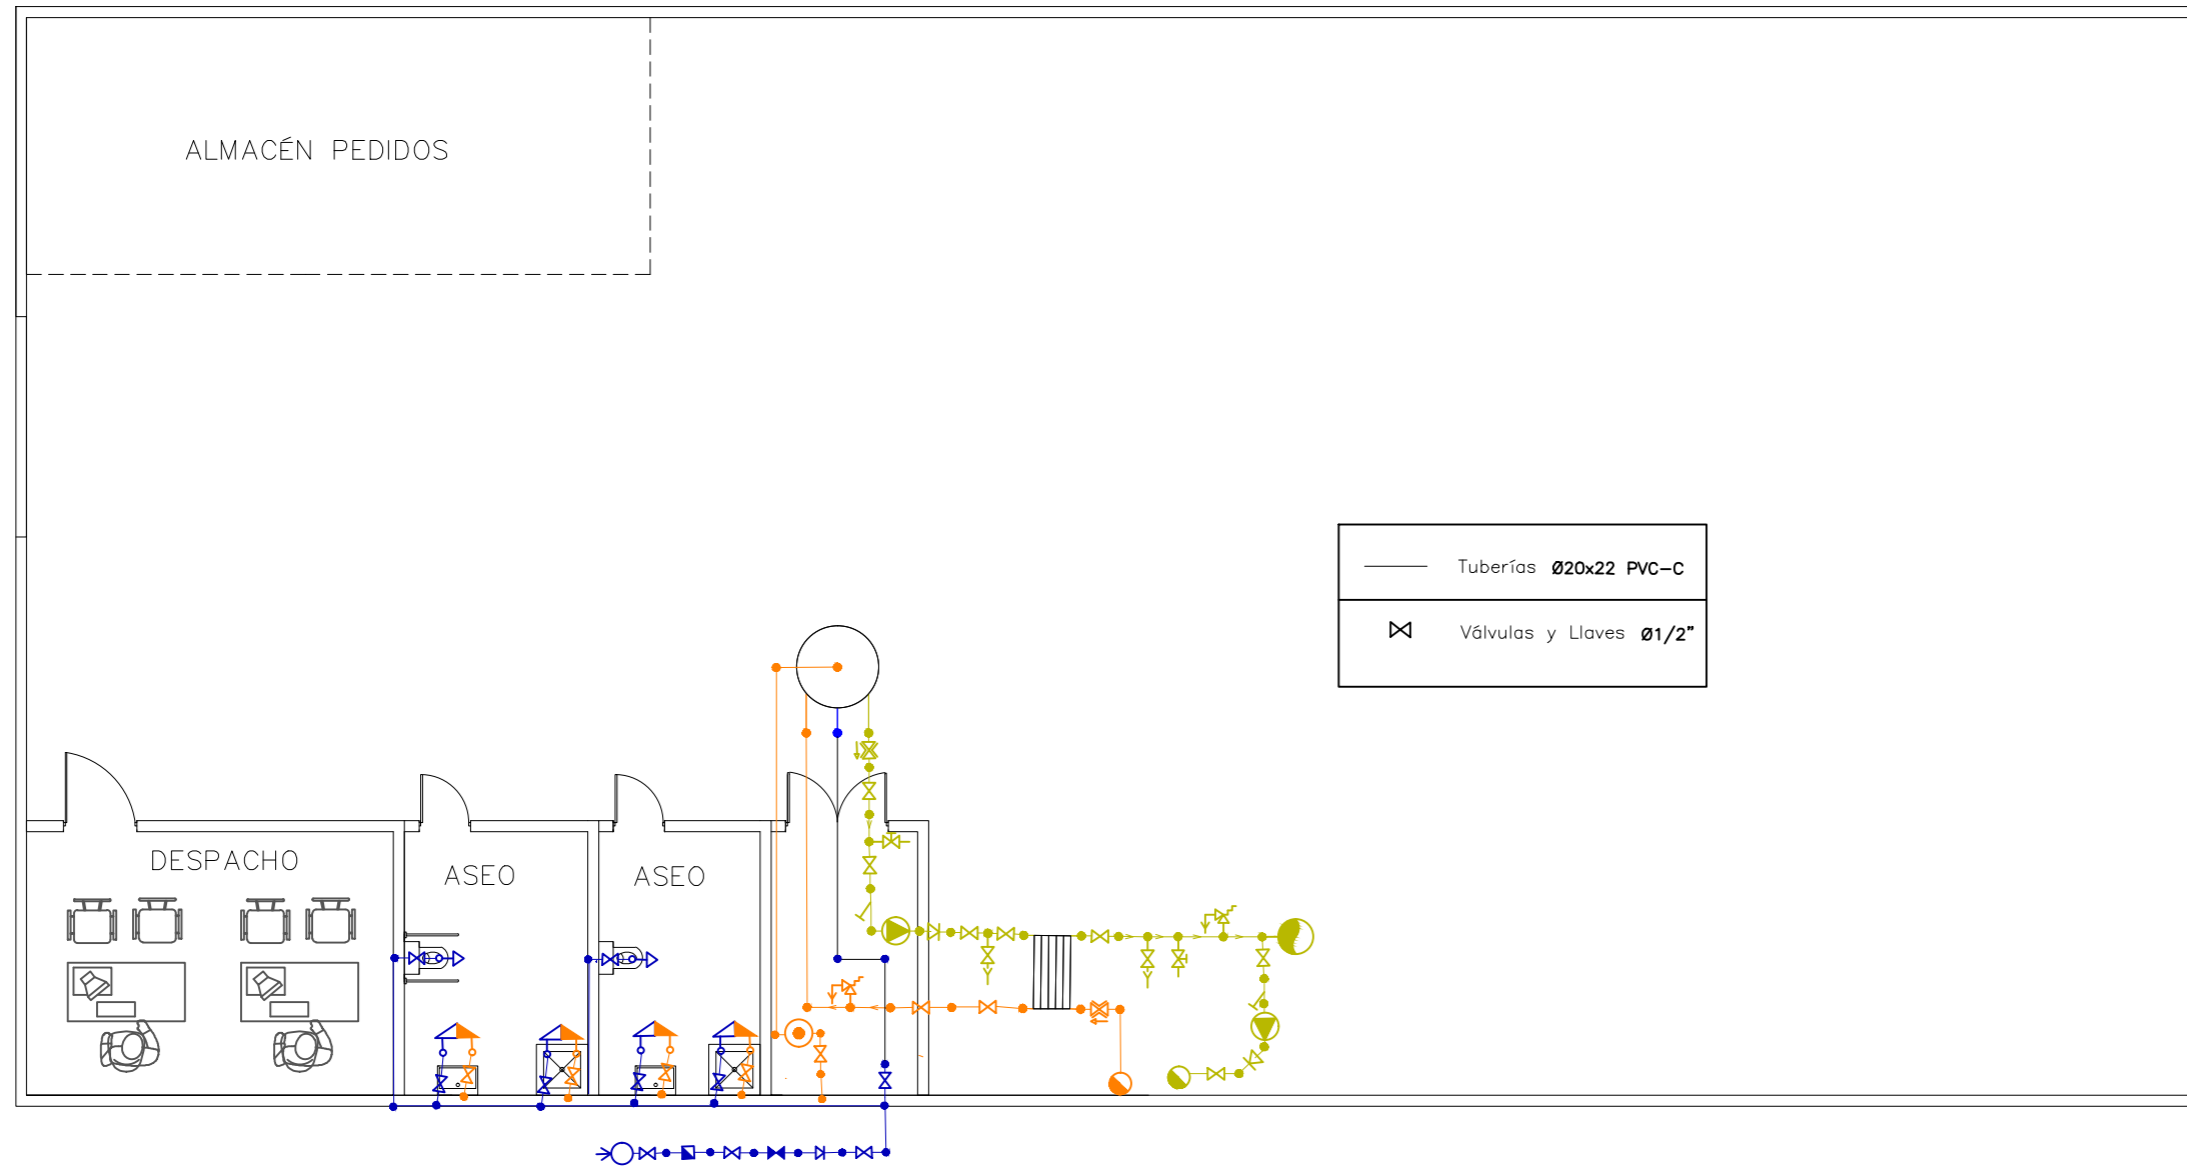 ALMACÉN PEDIDOS
Tuberías Ø20x22 PVC-C
Válvulas y Llaves Ø1/2"
DESPACHO
ASEO
ASEO